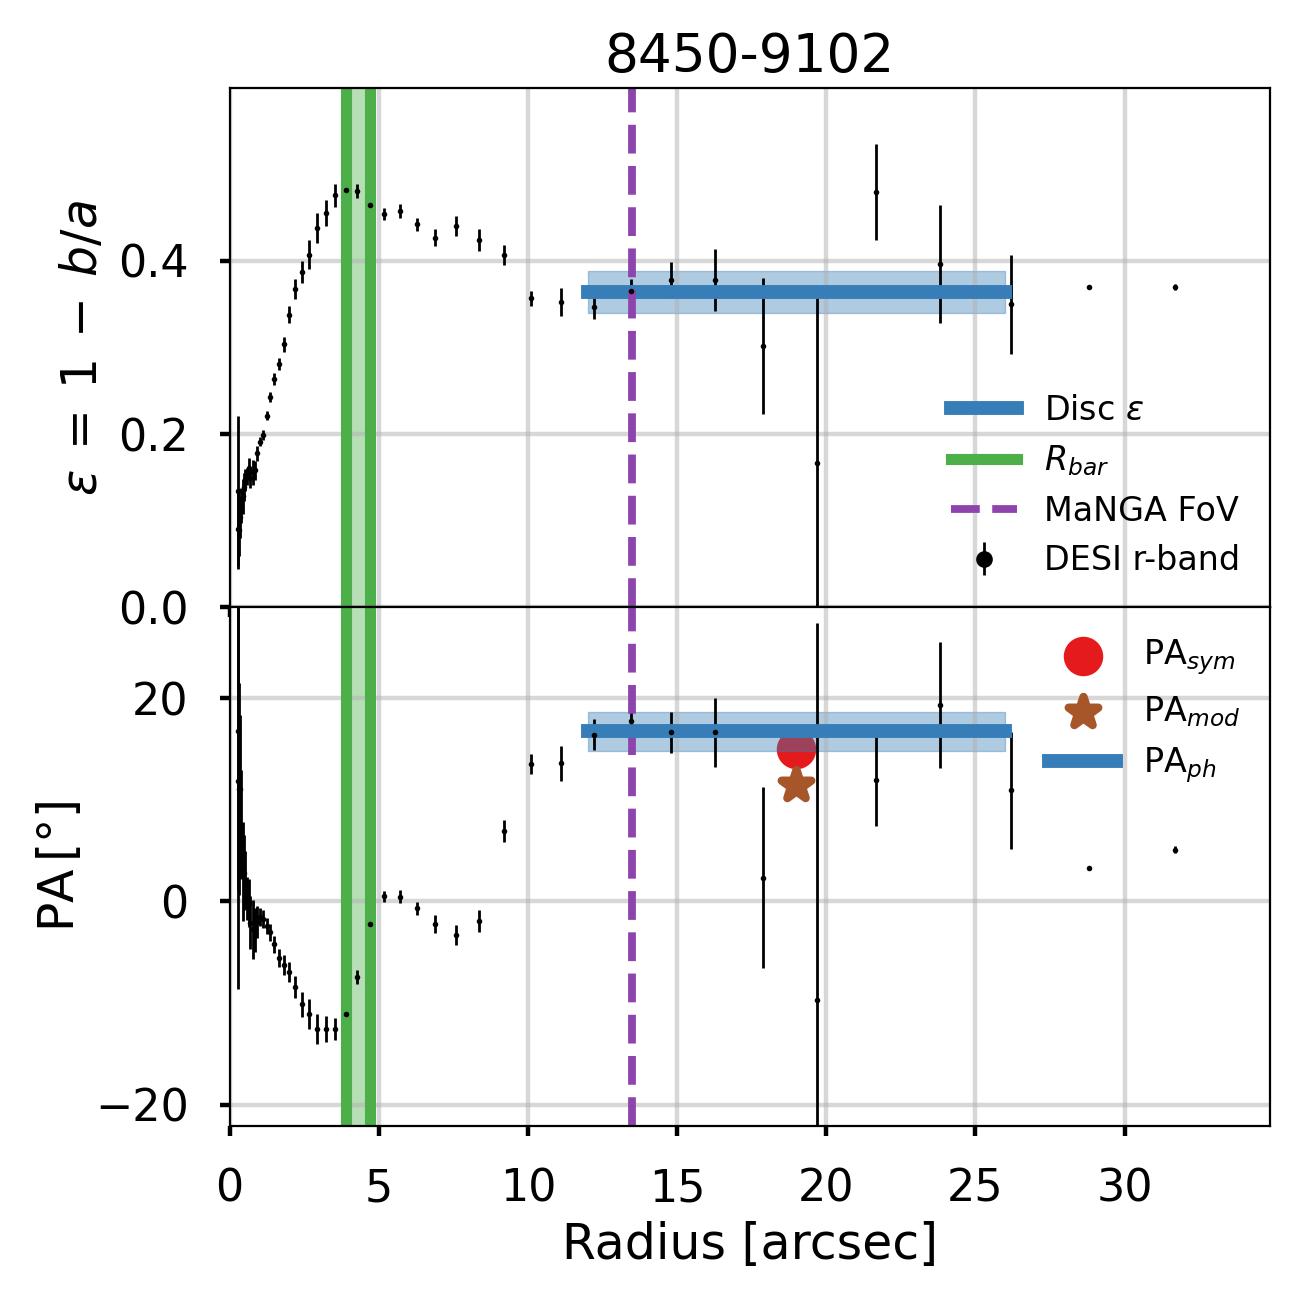 8450-9102
ε = 1 − b/a
0.4
0.2
0.0
Disc ε
R_bar
MaNGA FoV
DESI r-band
PA [°]
20
0
−20
PA_sym
PA_mod
PA_ph
0 5 10 15 20 25 30
Radius [arcsec]